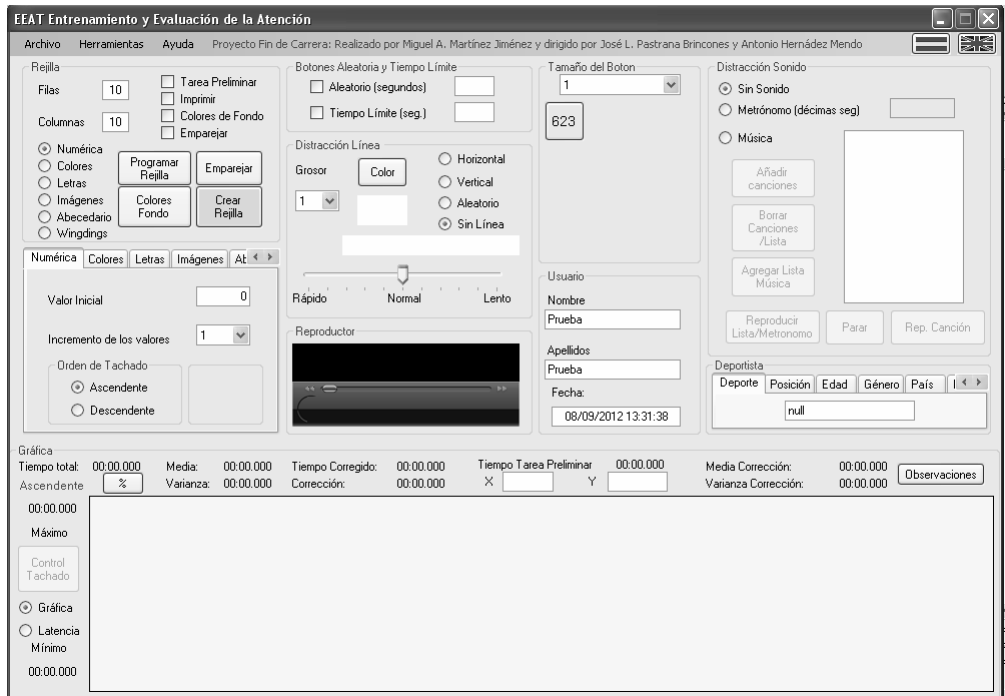 EEAT Entrenamiento y Evaluación de la Atención
Archivo Herramientas Ayuda Proyecto Fin de Carrera: Realizado por Miguel A. Martínez Jiménez y dirigido por José L. Pastrana Brincones y Antonio Hernádez Mendo
Rejilla
Filas 10
Columnas 10
Tarea Preliminar
Imprimir
Colores de Fondo
Emparejar
Numérica
Colores
Letras
Imágenes
Abecedario
Wingdings
Programar Rejilla
Emparejar
Colores Fondo
Crear Rejilla
Numérica Colores Letras Imágenes
Valor Inicial 0
Incremento de los valores 1
Orden de Tachado
Ascendente
Descendente
Botones Aleatoria y Tiempo Límite
Aleatorio (segundos)
Tiempo Límite (seg.)
Distracción Línea
Grosor
1
Color
Horizontal
Vertical
Aleatorio
Sin Línea
Rápido Normal Lento
Reproductor
Tamaño del Boton
1
623
Usuario
Nombre
Prueba
Apellidos
Prueba
Fecha:
08/09/2012 13:31:38
Distracción Sonido
Sin Sonido
Metrónomo (décimas seg)
Música
Añadir canciones
Borrar Canciones /Lista
Agregar Lista Música
Reproducir Lista/Metronomo
Parar
Rep. Canción
Deportista
Deporte Posición Edad Género País
null
Gráfica
Tiempo total: 00:00.000 Media: 00:00.000 Tiempo Corregido: 00:00.000 Tiempo Tarea Preliminar 00:00.000 Media Corrección: 00:00.000 Observaciones
Ascendente % Varianza: 00:00.000 Corrección: 00:00.000 X Y Varianza Corrección: 00:00.000
00:00.000
Máximo
Control Tachado
Gráfica
Latencia
Mínimo
00:00.000